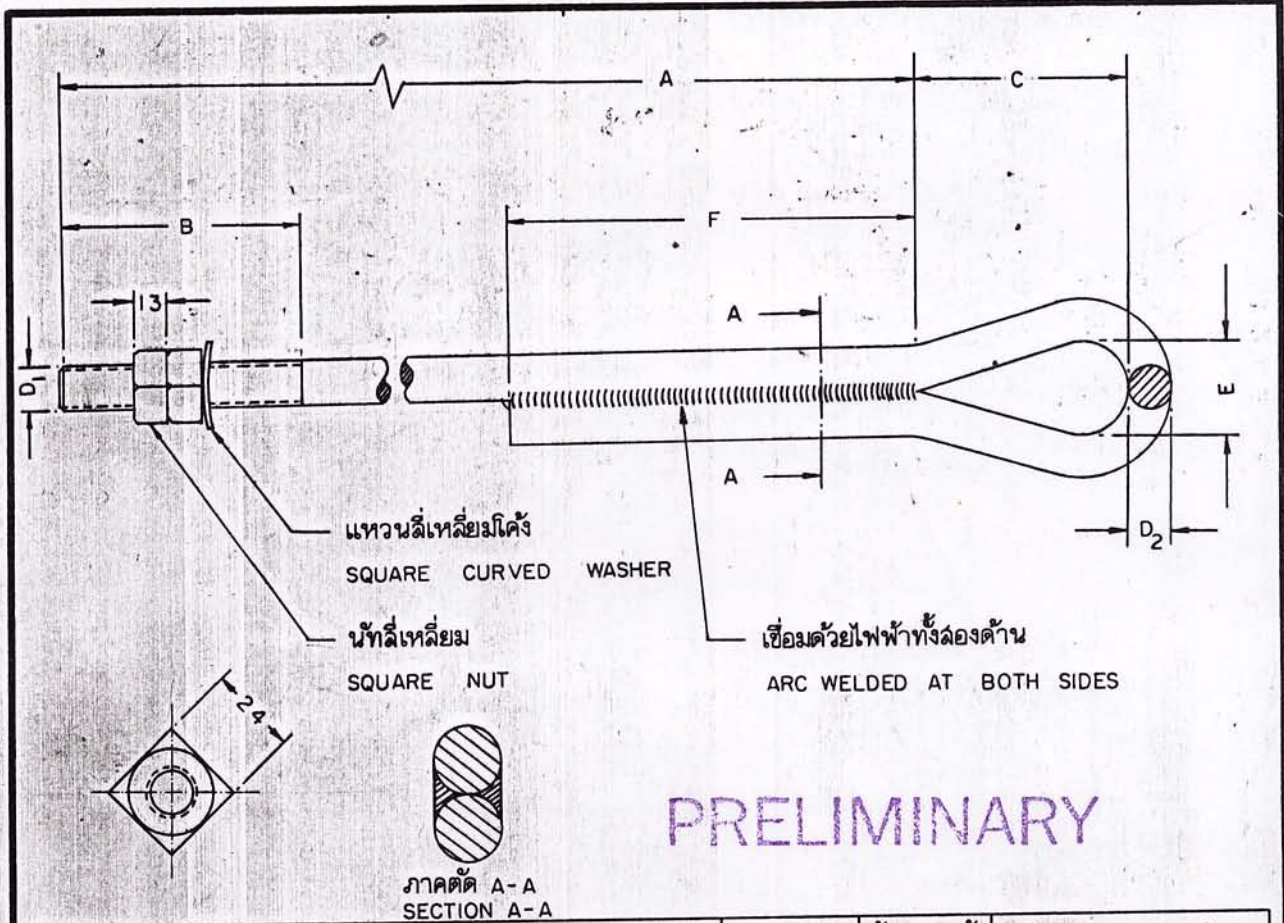 A
C
B
F
13
A
D1
E
A
D2
แหวนสี่เหลี่ยมโค้ง
SQUARE CURVED WASHER
นัทสี่เหลี่ยม
SQUARE NUT
เชื่อมด้วยไฟฟ้าทั้งสองด้าน
ARC WELDED AT BOTH SIDES
24
PRELIMINARY
ภาคตัด A-A
SECTION A-A